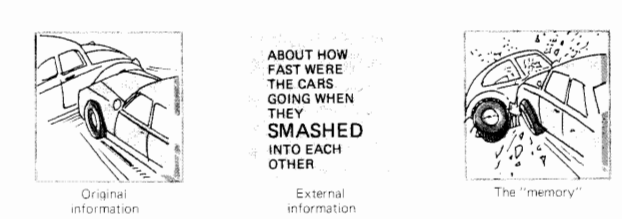 ABOUT HOW
FAST WERE
THE CARS
GOING WHEN
THEY
SMASHED
INTO EACH
OTHER
Original
information
External
information
The "memory"